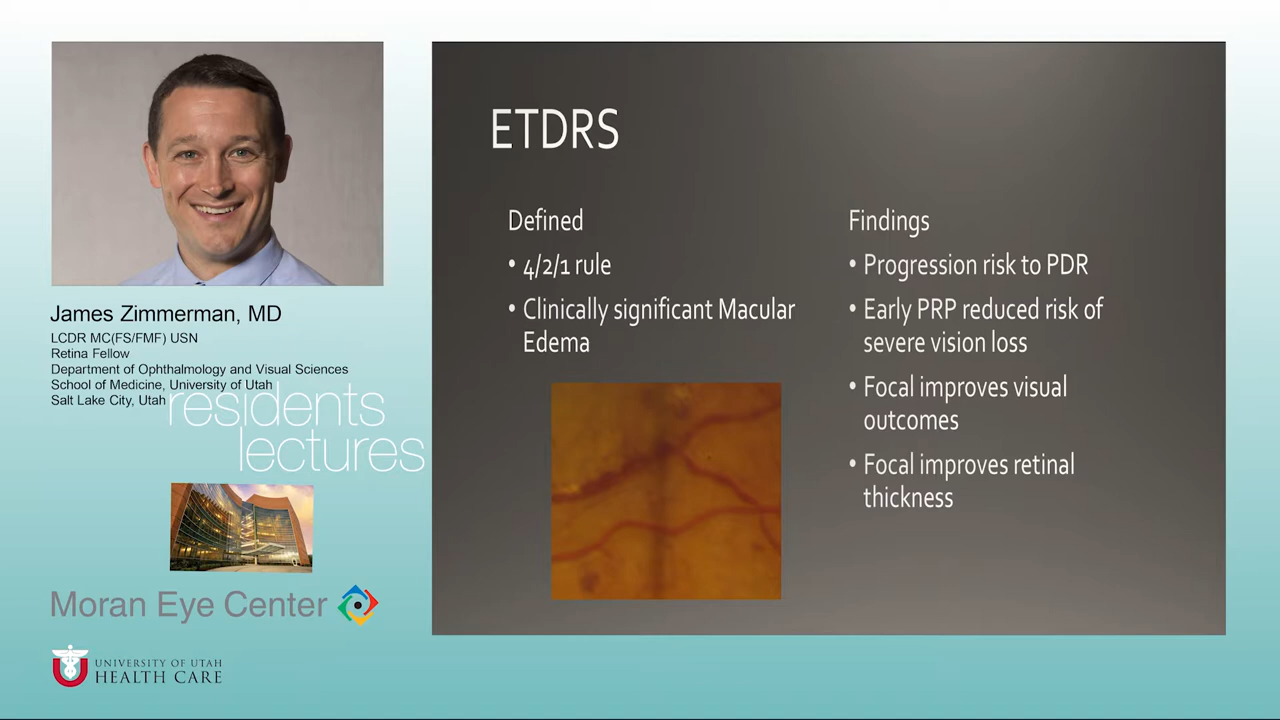 James Zimmerman, MD
LCDR MC(FS/FMF) USN
Retina Fellow
Department of Ophthalmology and Visual Sciences
School of Medicine, University of Utah
Salt Lake City, Utah
residents
lectures
Moran Eye Center
UNIVERSITY OF UTAH
HEALTH CARE
ETDRS
Defined
• 4/2/1 rule
• Clinically significant Macular
Edema
Findings
• Progression risk to PDR
• Early PRP reduced risk of
severe vision loss
• Focal improves visual
outcomes
• Focal improves retinal
thickness